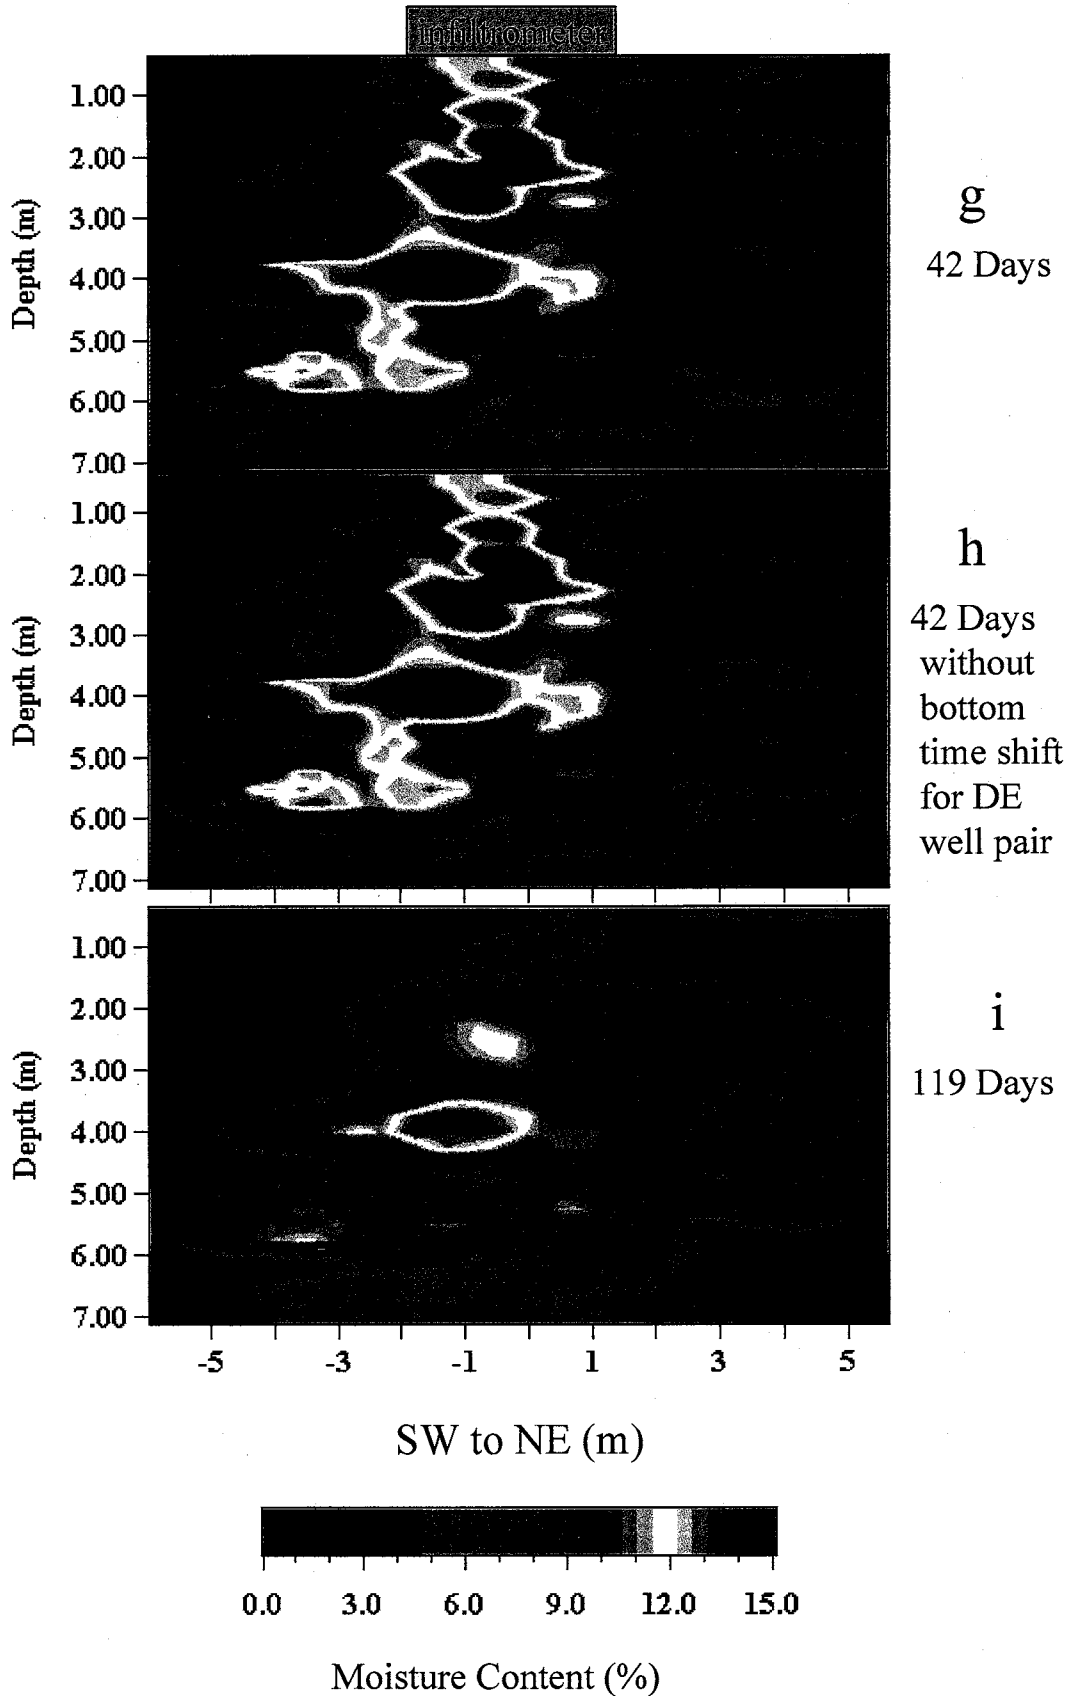 infiltrometer
1.00
2.00
3.00
4.00
5.00
6.00
7.00
Depth (m)
g
42 Days
1.00
2.00
3.00
4.00
5.00
6.00
7.00
Depth (m)
h
42 Days
without
bottom
time shift
for DE
well pair
1.00
2.00
3.00
4.00
5.00
6.00
7.00
Depth (m)
i
119 Days
-5 -3 -1 1 3 5
SW to NE (m)
0.0 3.0 6.0 9.0 12.0 15.0
Moisture Content (%)